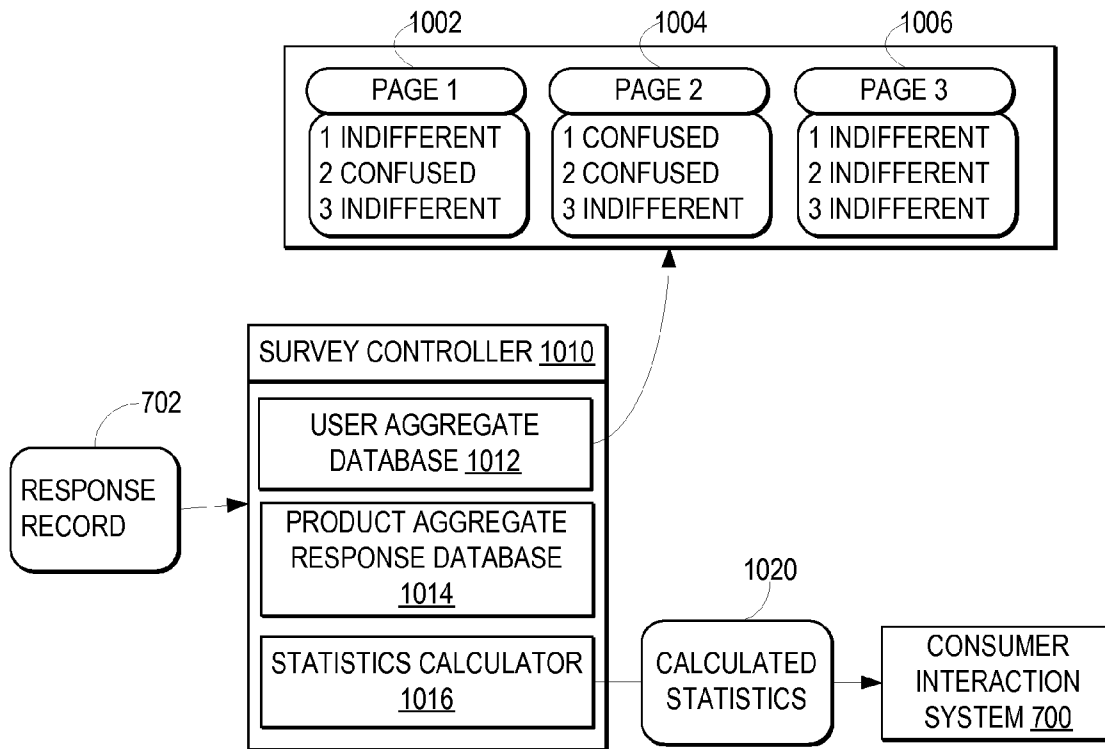 1002
1004
1006
PAGE 1
PAGE 2
PAGE 3
1 INDIFFERENT
2 CONFUSED
3 INDIFFERENT
1 CONFUSED
2 CONFUSED
3 INDIFFERENT
1 INDIFFERENT
2 INDIFFERENT
3 INDIFFERENT
SURVEY CONTROLLER 1010
702
RESPONSE
RECORD
USER AGGREGATE
DATABASE 1012
PRODUCT AGGREGATE
RESPONSE DATABASE
1014
STATISTICS CALCULATOR
1016
1020
CALCULATED
STATISTICS
CONSUMER
INTERACTION
SYSTEM 700